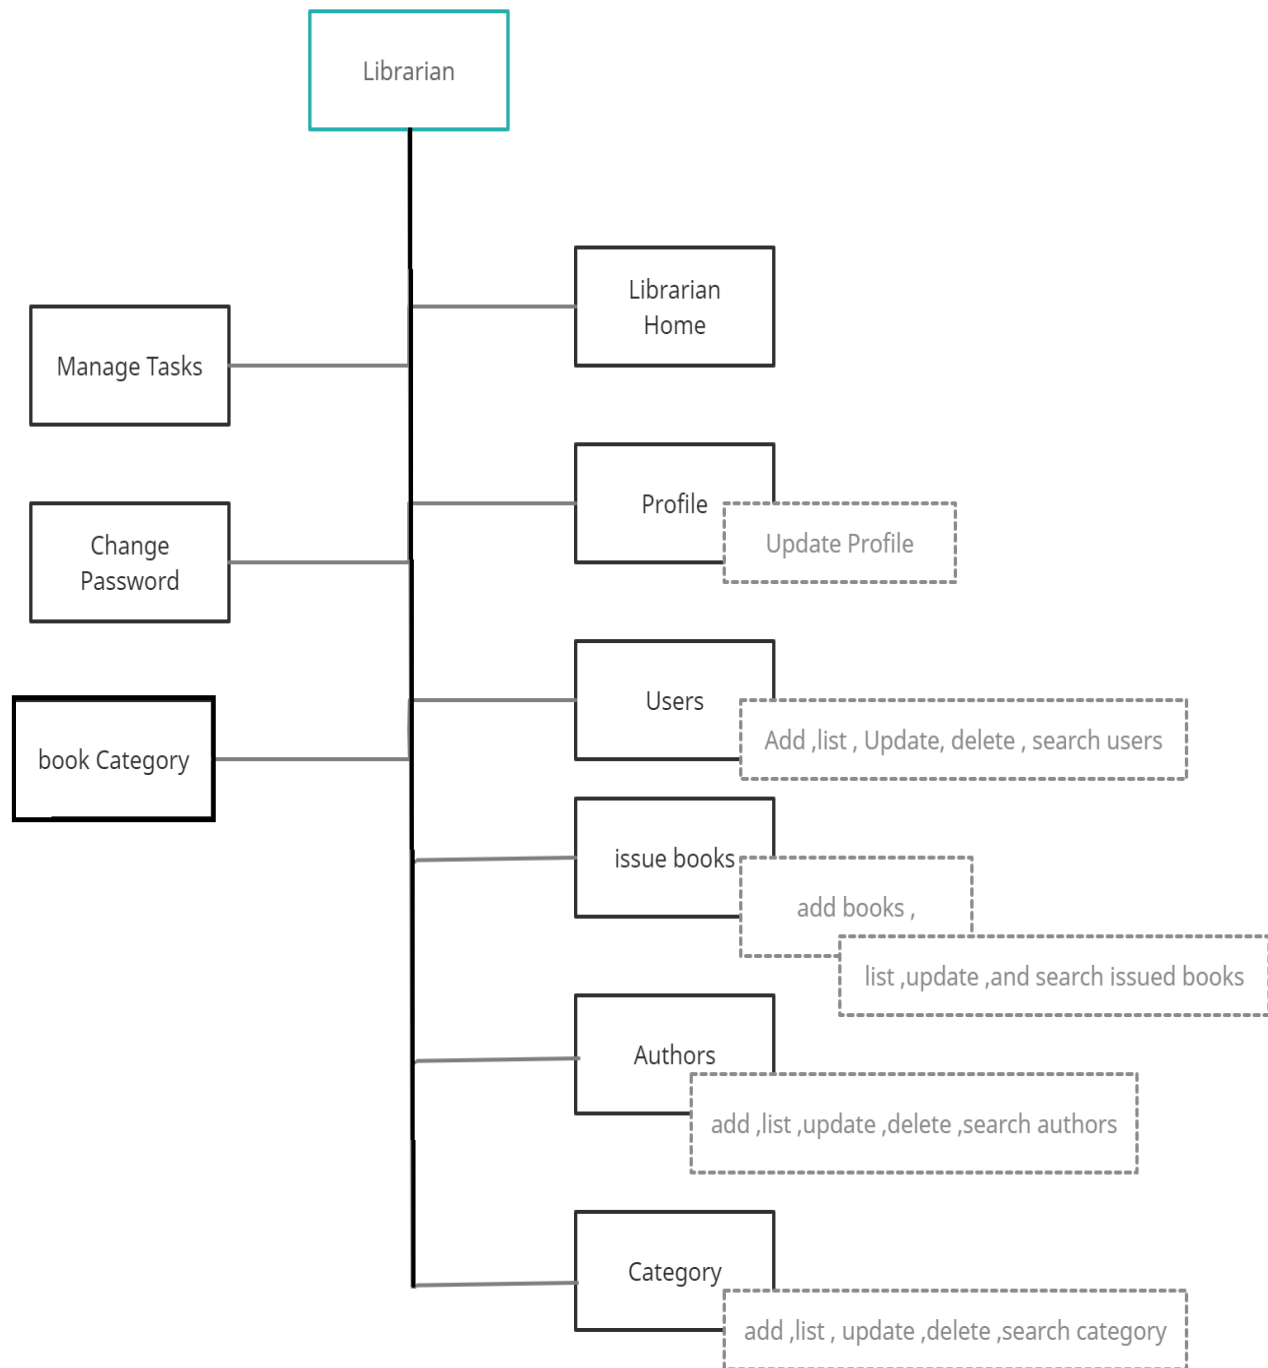 Librarian
Librarian
Home
Manage Tasks
Profile
Update Profile
Change
Password
Users
Add ,list , Update, delete , search users
book Category
issue books
add books ,
list ,update ,and search issued books
Authors
add ,list ,update ,delete ,search authors
Category
add ,list , update ,delete ,search category